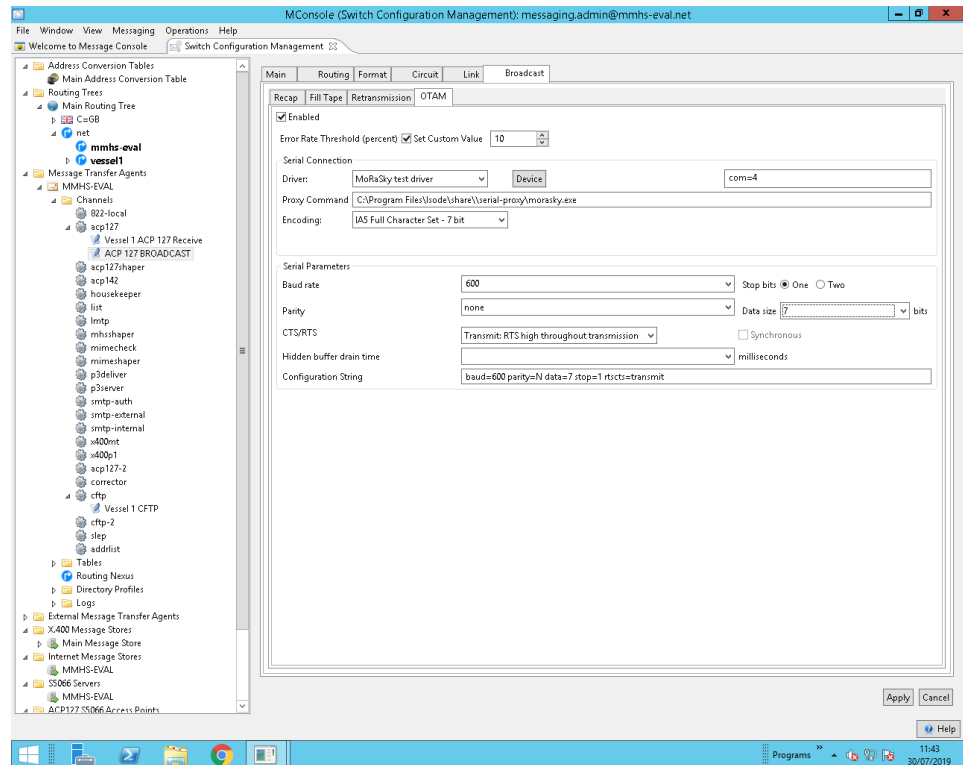 MConsole (Switch Configuration Management): messaging.admin@mmhs-eval.net
File Window View Messaging Operations Help
Welcome to Message Console
Switch Configuration Management
Address Conversion Tables
Main Address Conversion Table
Routing Trees
Main Routing Tree
C=GB
net
mmhs-eval
vessel1
Message Transfer Agents
MMHS-EVAL
Channels
822-local
acp127
Vessel 1 ACP 127 Receive
ACP 127 BROADCAST
acp127shaper
acp142
housekeeper
list
lmtp
mhsshaper
mimecheck
mimeshaper
p3deliver
p3server
smtp-auth
smtp-external
smtp-internal
x400mt
x400p1
acp127-2
corrector
cftp
Vessel 1 CFTP
cftp-2
slep
addrlist
Tables
Routing Nexus
Directory Profiles
Logs
External Message Transfer Agents
X.400 Message Stores
Main Message Store
Internet Message Stores
MMHS-EVAL
S5066 Servers
MMHS-EVAL
ACP127 S5066 Access Points
Main Routing Format Circuit Link Broadcast
Recap Fill Tape Retransmission OTAM
Enabled
Error Rate Threshold (percent) Set Custom Value 10
Serial Connection
Driver: MoRaSky test driver Device com=4
Proxy Command C:\Program Files\Isode\share\\serial-proxy\morasky.exe
Encoding: IA5 Full Character Set - 7 bit
Serial Parameters
Baud rate 600 Stop bits One Two
Parity none Data size 7 bits
CTS/RTS Transmit: RTS high throughout transmission Synchronous
Hidden buffer drain time milliseconds
Configuration String baud=600 parity=N data=7 stop=1 rtscts=transmit
Apply Cancel
Help
Programs 11:43
30/07/2019